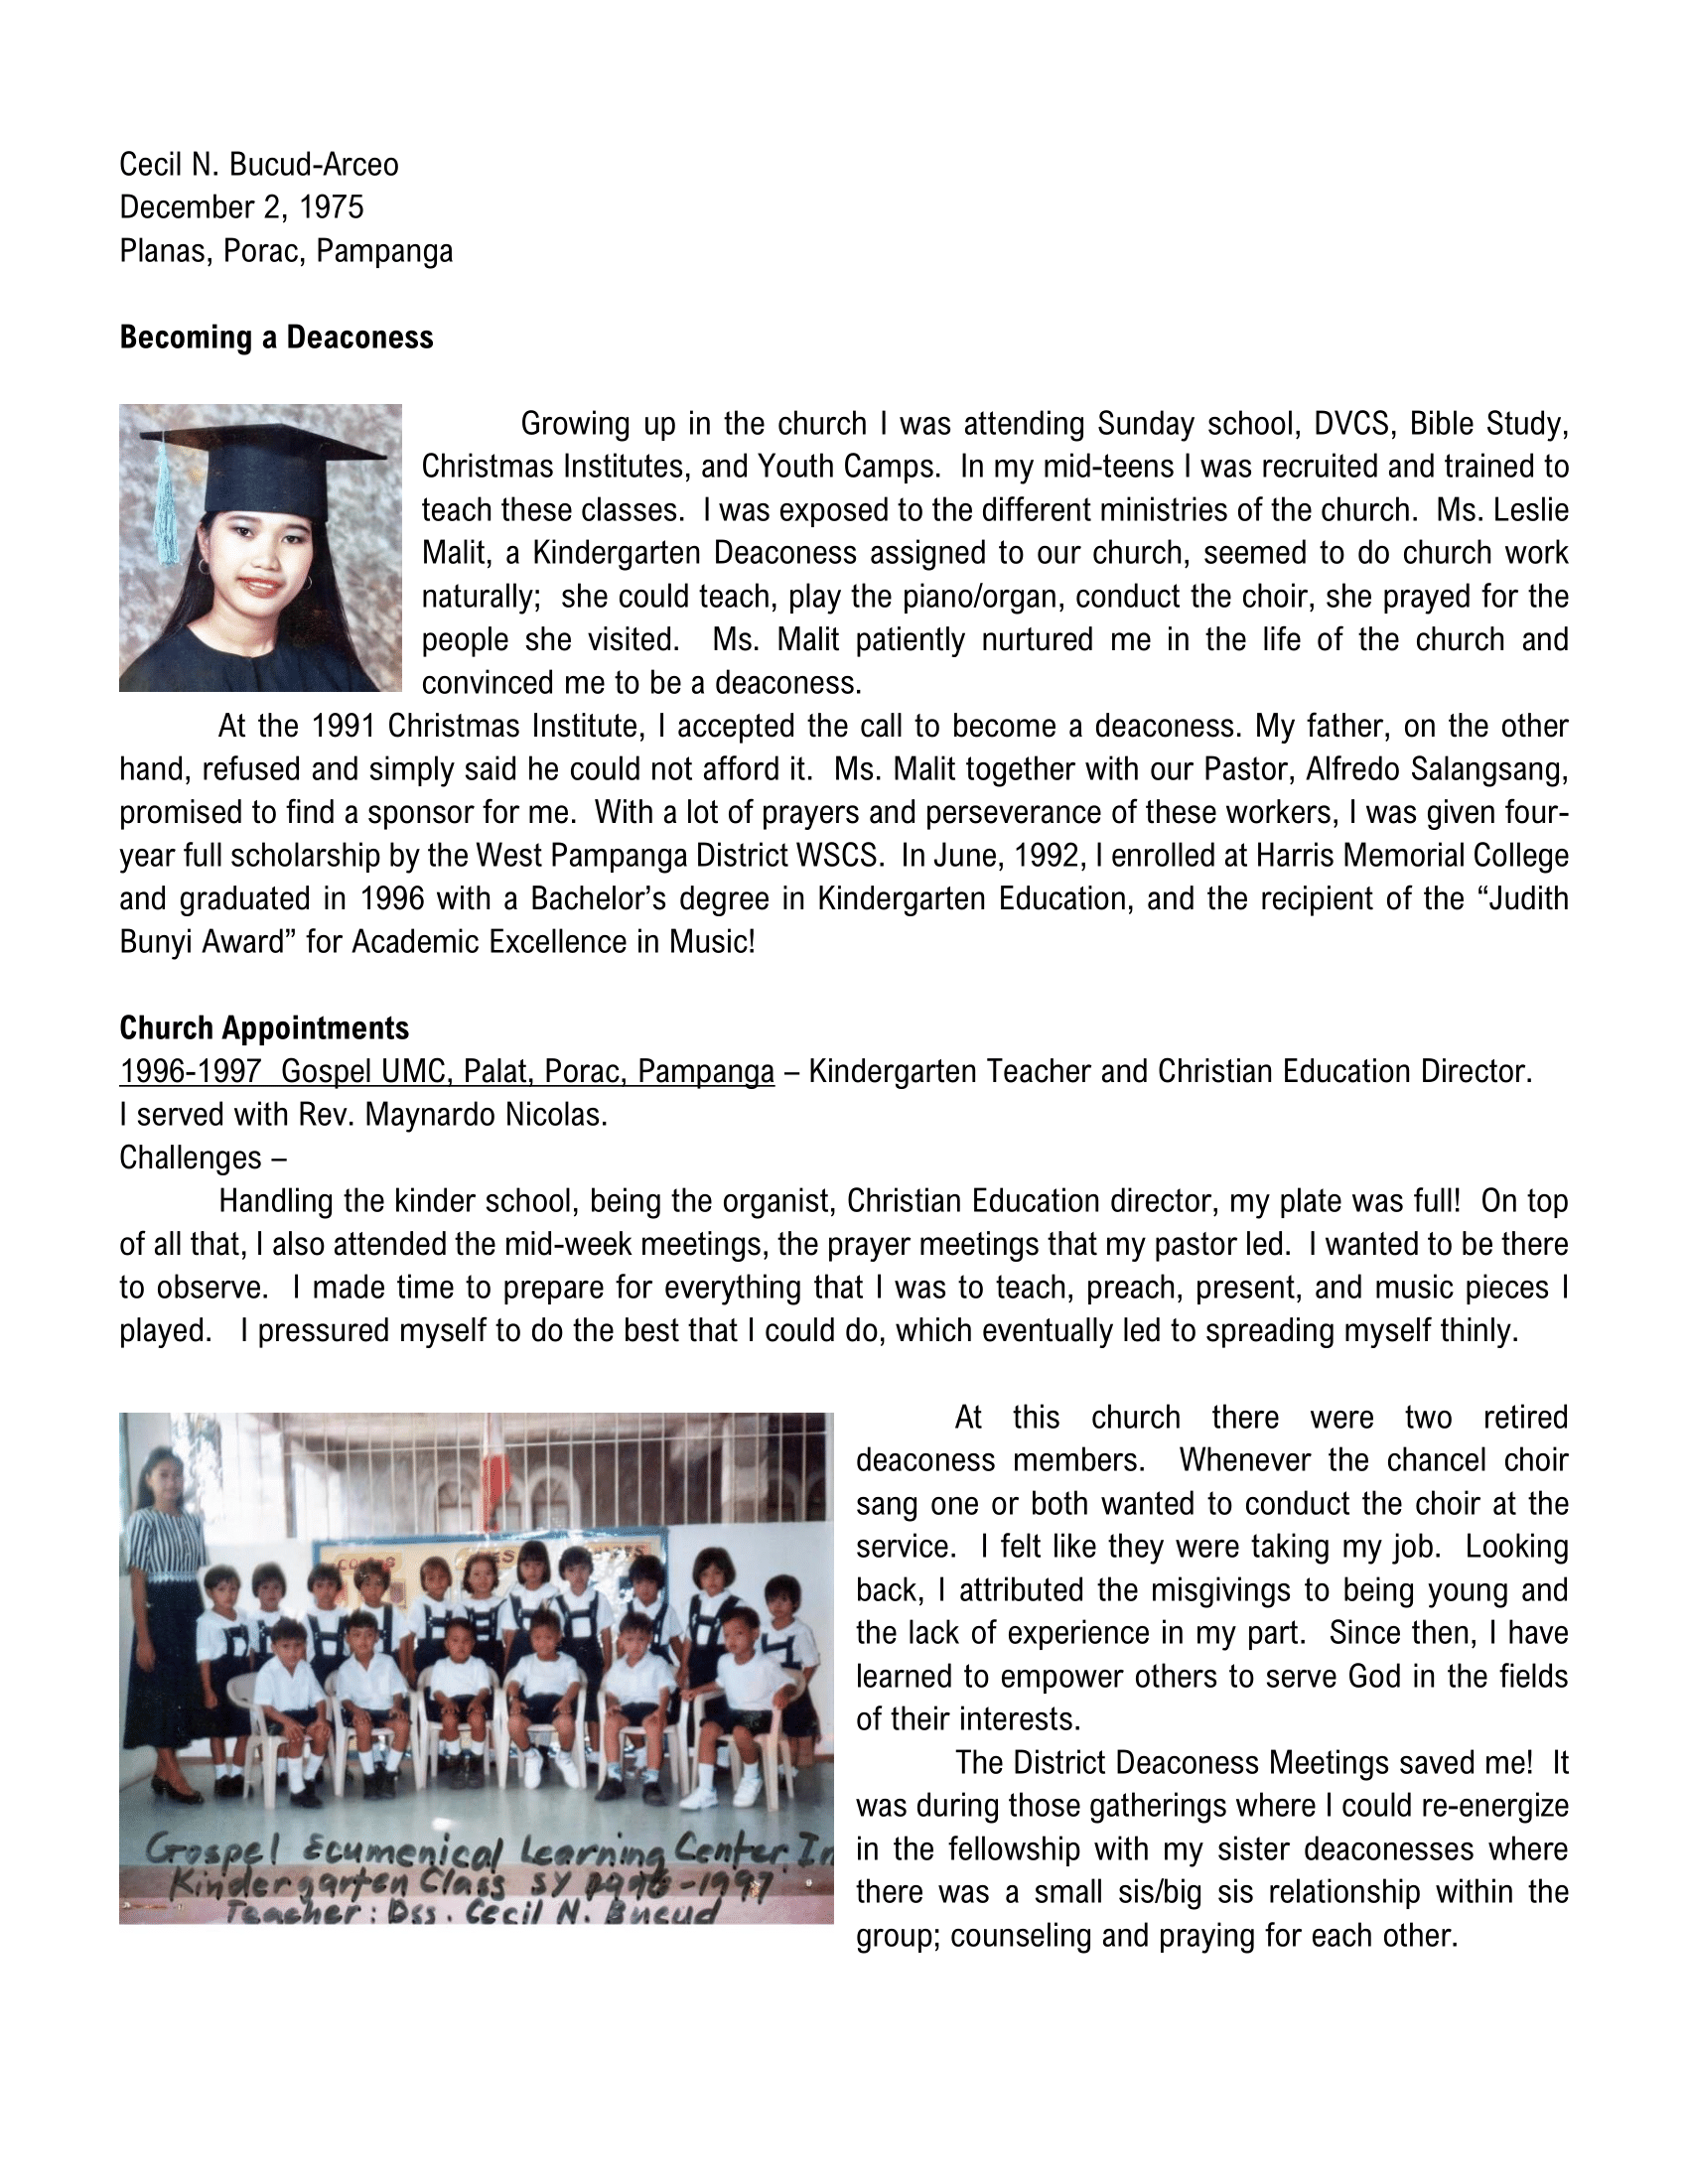 Cecil N. Bucud-Arceo
December 2, 1975
Planas, Porac, Pampanga
Becoming a Deaconess
Growing up in the church I was attending Sunday school, DVCS, Bible Study,
Christmas Institutes, and Youth Camps. In my mid-teens I was recruited and trained to
teach these classes. I was exposed to the different ministries of the church. Ms. Leslie
Malit, a Kindergarten Deaconess assigned to our church, seemed to do church work
naturally; she could teach, play the piano/organ, conduct the choir, she prayed for the
people she visited. Ms. Malit patiently nurtured me in the life of the church and
convinced me to be a deaconess.
At the 1991 Christmas Institute, I accepted the call to become a deaconess. My father, on the other
hand, refused and simply said he could not afford it. Ms. Malit together with our Pastor, Alfredo Salangsang,
promised to find a sponsor for me. With a lot of prayers and perseverance of these workers, I was given four-
year full scholarship by the West Pampanga District WSCS. In June, 1992, I enrolled at Harris Memorial College
and graduated in 1996 with a Bachelor's degree in Kindergarten Education, and the recipient of the “Judith
Bunyi Award” for Academic Excellence in Music!
Church Appointments
1996-1997 Gospel UMC, Palat, Porac, Pampanga – Kindergarten Teacher and Christian Education Director.
I served with Rev. Maynardo Nicolas.
Challenges –
Handling the kinder school, being the organist, Christian Education director, my plate was full! On top
of all that, I also attended the mid-week meetings, the prayer meetings that my pastor led. I wanted to be there
to observe. I made time to prepare for everything that I was to teach, preach, present, and music pieces I
played. I pressured myself to do the best that I could do, which eventually led to spreading myself thinly.
At this church there were two retired
deaconess members. Whenever the chancel choir
sang one or both wanted to conduct the choir at the
service. I felt like they were taking my job. Looking
back, I attributed the misgivings to being young and
the lack of experience in my part. Since then, I have
learned to empower others to serve God in the fields
of their interests.
The District Deaconess Meetings saved me! It
was during those gatherings where I could re-energize
in the fellowship with my sister deaconesses where
there was a small sis/big sis relationship within the
group; counseling and praying for each other.
Gospel Ecumenical Learning Center In
Kindergarten Class SY 1996-1997
Teacher: Dss. Cecil N. Bucud